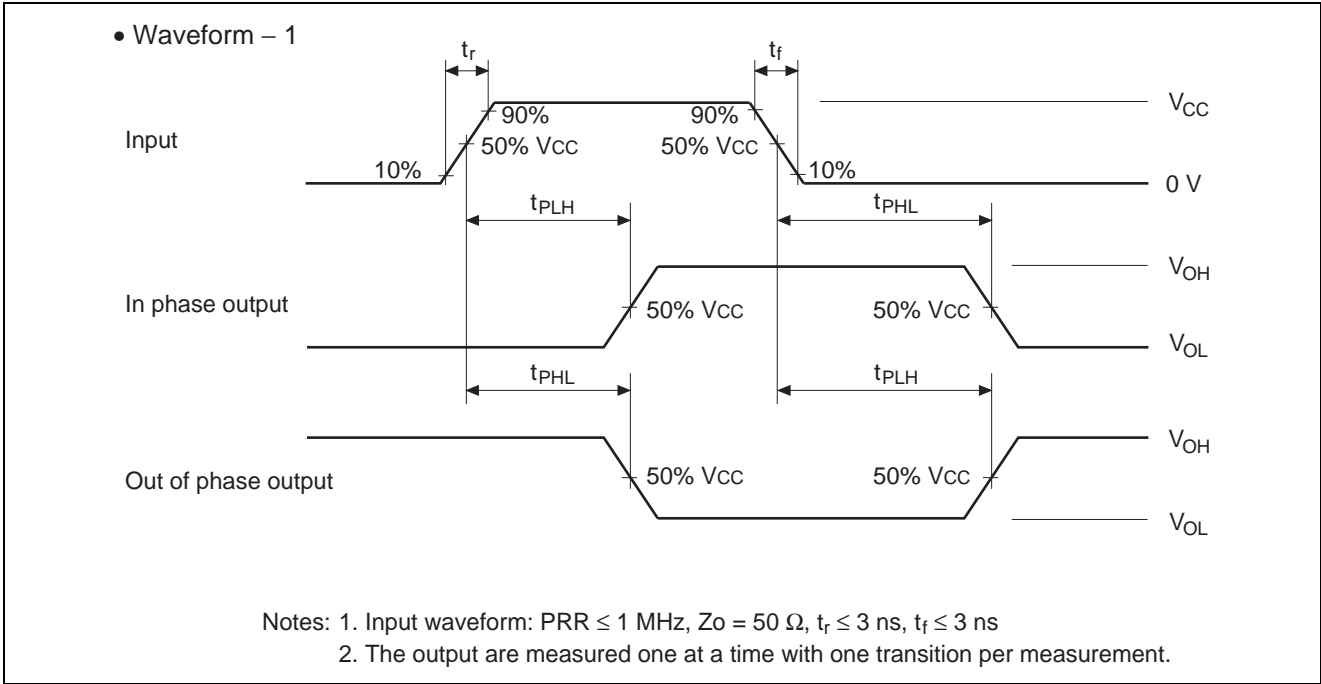 • Waveform – 1
tr
tf
90%
90%
VCC
Input
50% VCC
50% VCC
10%
10%
0 V
tPLH
tPHL
VOH
In phase output
50% VCC
50% VCC
VOL
tPHL
tPLH
VOH
Out of phase output
50% VCC
50% VCC
VOL
Notes: 1. Input waveform: PRR ≤ 1 MHz, Zo = 50 Ω, tr ≤ 3 ns, tf ≤ 3 ns
2. The output are measured one at a time with one transition per measurement.